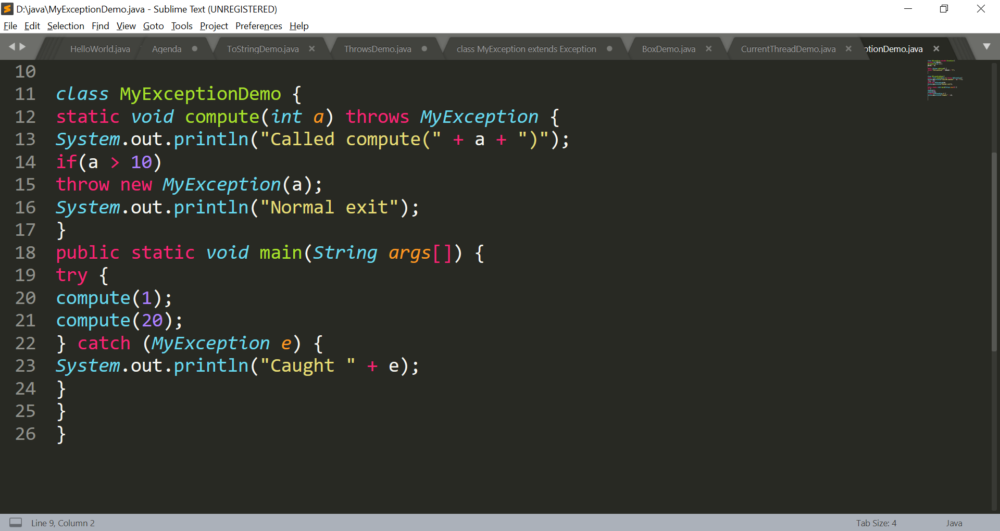 D:\java\MyExceptionDemo.java - Sublime Text (UNREGISTERED)
File Edit Selection Find View Goto Tools Project Preferences Help
HelloWorld.java Agenda ToStringDemo.java ThrowsDemo.java class MyException extends Exception BoxDemo.java CurrentThreadDemo.java ptionDemo.java
10
11 class MyExceptionDemo {
12 static void compute(int a) throws MyException {
13 System.out.println("Called compute(" + a + ")");
14 if(a > 10)
15 throw new MyException(a);
16 System.out.println("Normal exit");
17 }
18 public static void main(String args[]) {
19 try {
20 compute(1);
21 compute(20);
22 } catch (MyException e) {
23 System.out.println("Caught " + e);
24 }
25 }
26 }
Line 9, Column 2 Tab Size: 4 Java